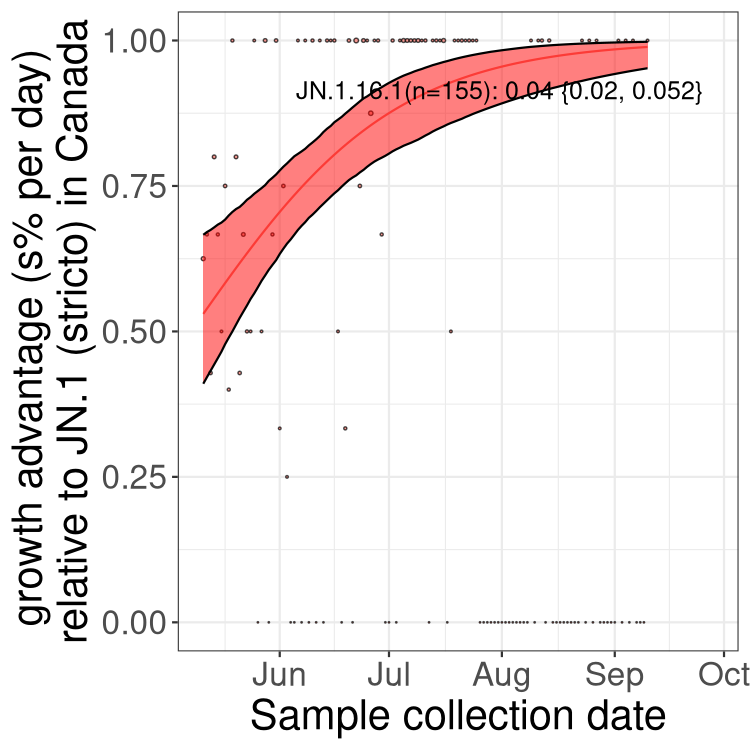 growth advantage (s% per day)
relative to JN.1 (stricto) in Canada
1.00
0.75
0.50
0.25
0.00
JN.1.16.1(n=155): 0.04 {0.02, 0.052}
Jun Jul Aug Sep Oct
Sample collection date